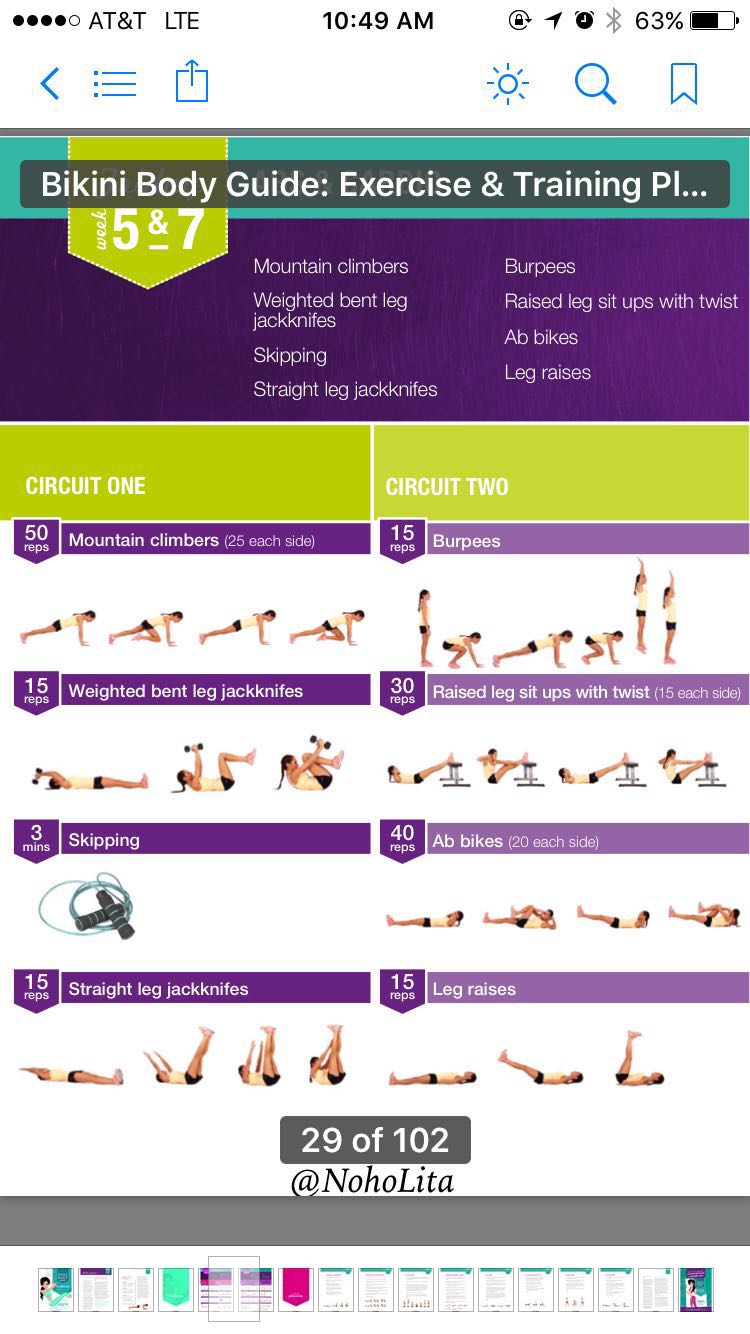 AT&T LTE 10:49 AM 63%
Bikini Body Guide: Exercise & Training Pl...
week
5 & 7
Mountain climbers
Weighted bent leg
jackknifes
Skipping
Straight leg jackknifes
Burpees
Raised leg sit ups with twist
Ab bikes
Leg raises
CIRCUIT ONE
50
reps
Mountain climbers (25 each side)
15
reps
Weighted bent leg jackknifes
3
mins
Skipping
15
reps
Straight leg jackknifes
CIRCUIT TWO
15
reps
Burpees
30
reps
Raised leg sit ups with twist (15 each side)
40
reps
Ab bikes (20 each side)
15
reps
Leg raises
29 of 102
@NohoLita